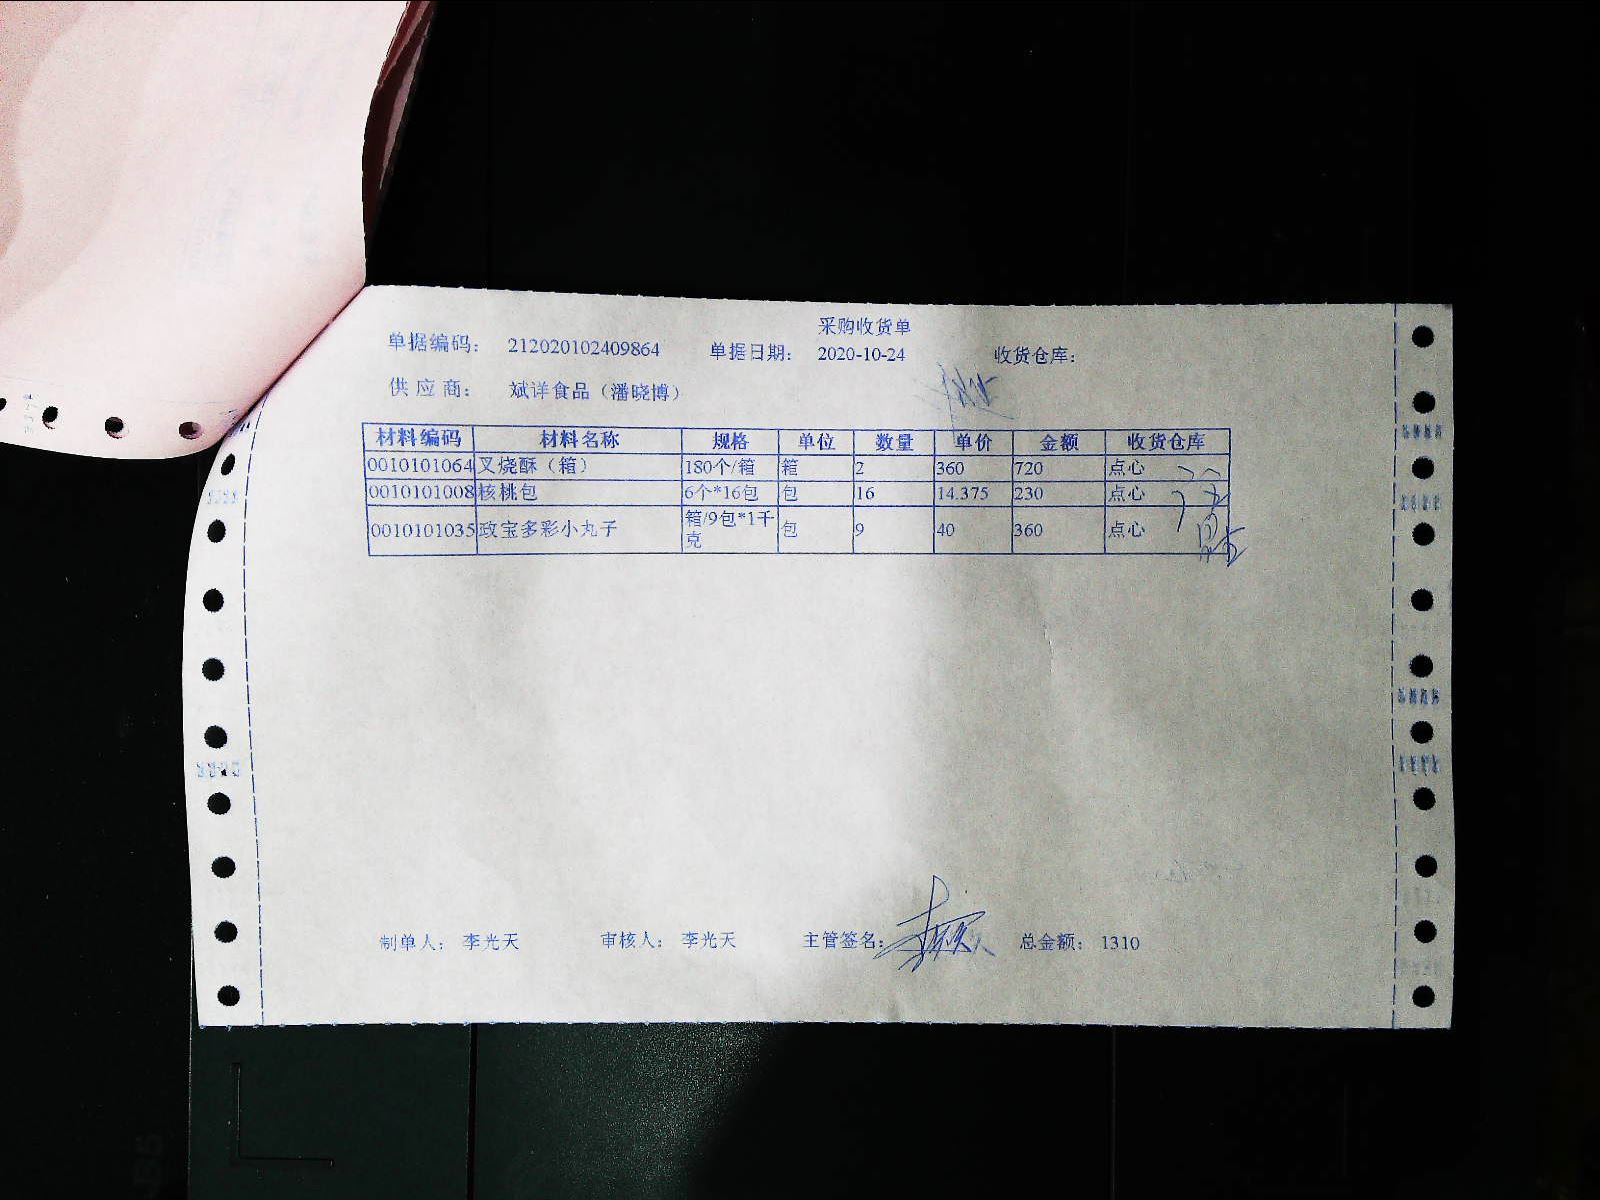 采购收货单
单据编码： 212020102409864 单据日期： 2020-10-24 收货仓库：
供应商： 斌详食品（潘晓博）
材料编码 材料名称 规格 单位 数量 单价 金额 收货仓库
0010101064 叉烧酥（箱） 180个/箱 箱 2 360 720 点心
0010101008 核桃包 6个*16包 包 16 14.375 230 点心
0010101035 政宝多彩小丸子 箱/9包*1千克 包 9 40 360 点心
制单人： 李光天 审核人： 李光天 主管签名： 总金额： 1310